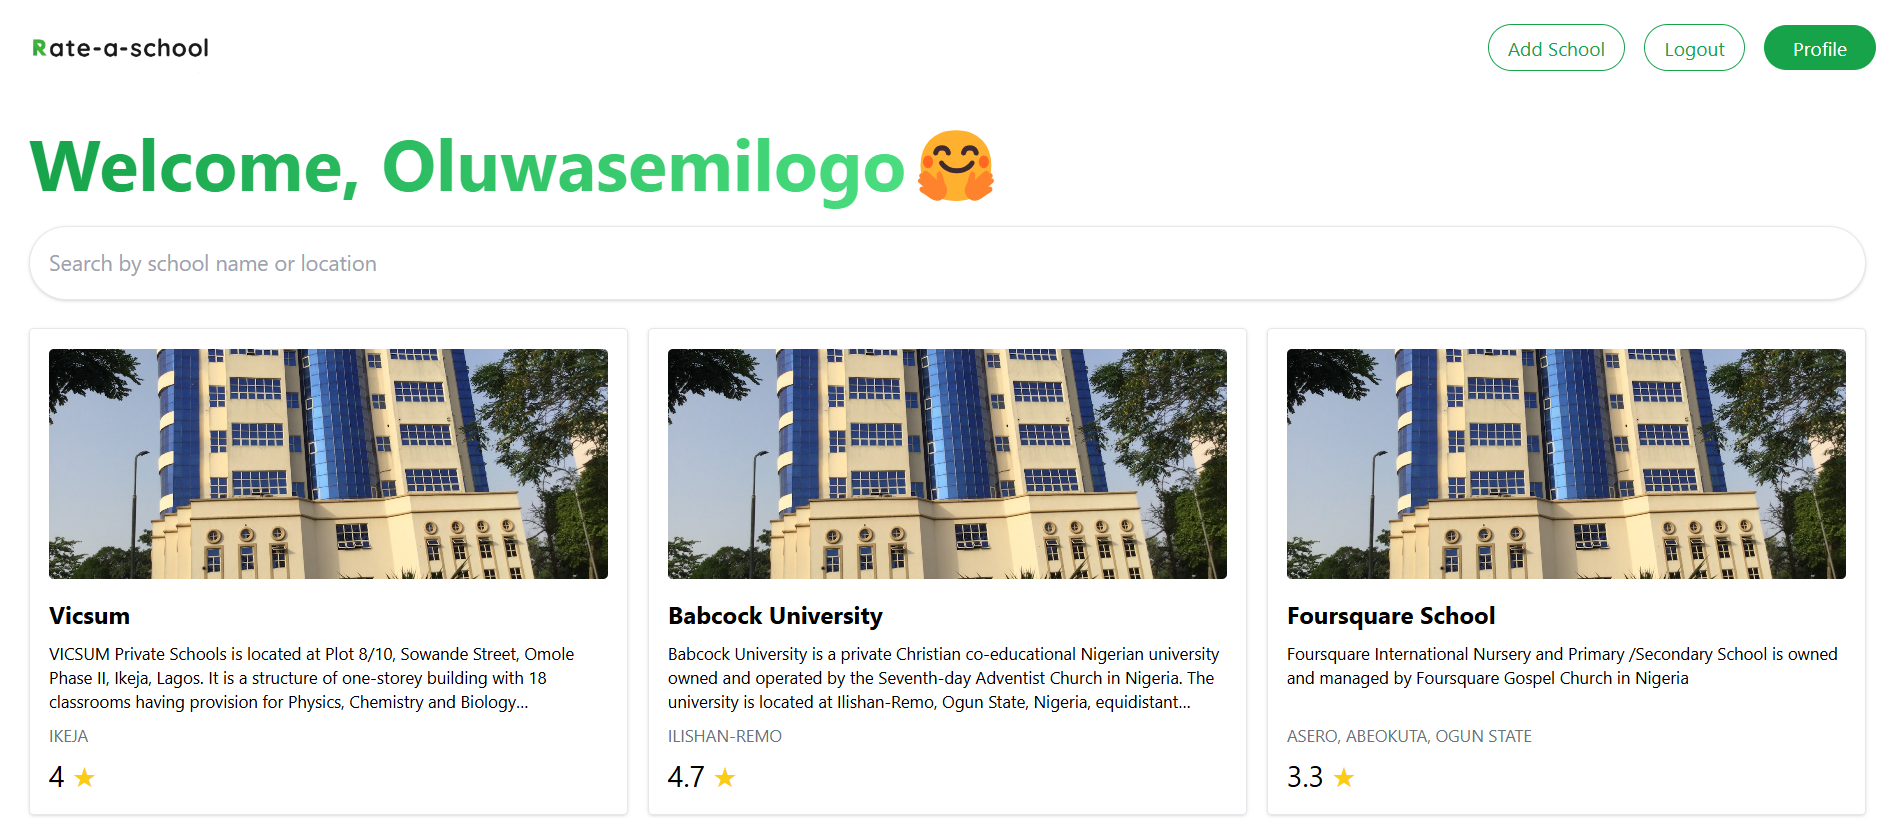 Rate-a-school
Add School
Logout
Profile
Welcome, Oluwasemilogo🤗
Search by school name or location
Vicsum
VICSUM Private Schools is located at Plot 8/10, Sowande Street, Omole
Phase II, Ikeja, Lagos. It is a structure of one-storey building with 18
classrooms having provision for Physics, Chemistry and Biology...
IKEJA
4 ★
Babcock University
Babcock University is a private Christian co-educational Nigerian university
owned and operated by the Seventh-day Adventist Church in Nigeria. The
university is located at Ilishan-Remo, Ogun State, Nigeria, equidistant...
ILISHAN-REMO
4.7 ★
Foursquare School
Foursquare International Nursery and Primary /Secondary School is owned
and managed by Foursquare Gospel Church in Nigeria
ASERO, ABEOKUTA, OGUN STATE
3.3 ★